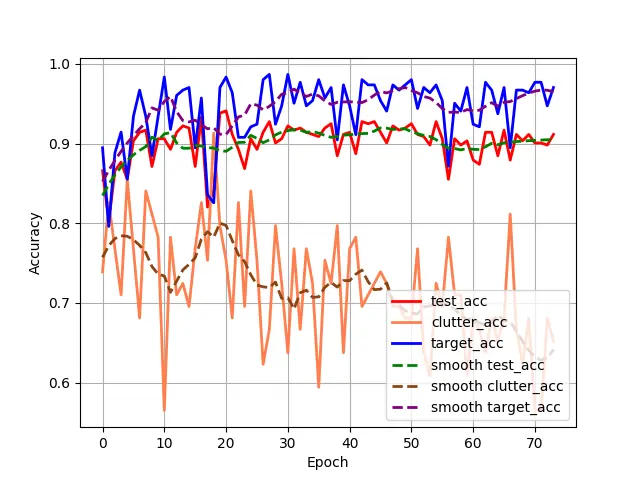 1.0
0.9
0.8
0.7
0.6
Accuracy
0
10
20
30
40
50
60
70
Epoch
test_acc
clutter_acc
target_acc
smooth test_acc
smooth clutter_acc
smooth target_acc